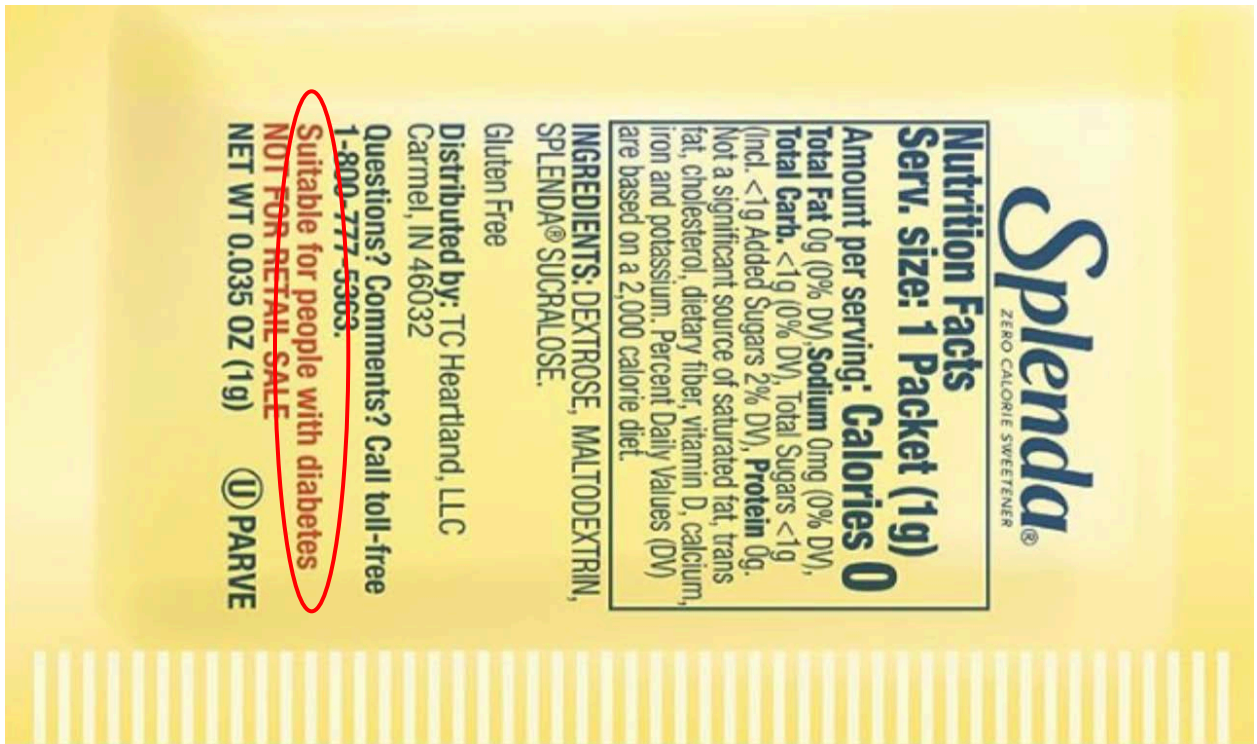 Splenda®
ZERO CALORIE SWEETENER
Nutrition Facts
Serv. size: 1 Packet (1g)
Amount per serving: Calories 0
Total Fat 0g (0% DV), Sodium 0mg (0% DV),
Total Carb. <1g (0% DV), Total Sugars <1g
(Incl. <1g Added Sugars 2% DV), Protein 0g.
Not a significant source of saturated fat, trans
fat, cholesterol, dietary fiber, vitamin D, calcium,
iron and potassium. Percent Daily Values (DV)
are based on a 2,000 calorie diet.
INGREDIENTS: DEXTROSE, MALTODEXTRIN,
SPLENDA® SUCRALOSE.
Gluten Free
Distributed by: TC Heartland, LLC
Carmel, IN 46032
Questions? Comments? Call toll-free
1-800-777-5363.
Suitable for people with diabetes
NOT FOR RETAIL SALE
NET WT 0.035 OZ (1g) Ⓤ PARVE